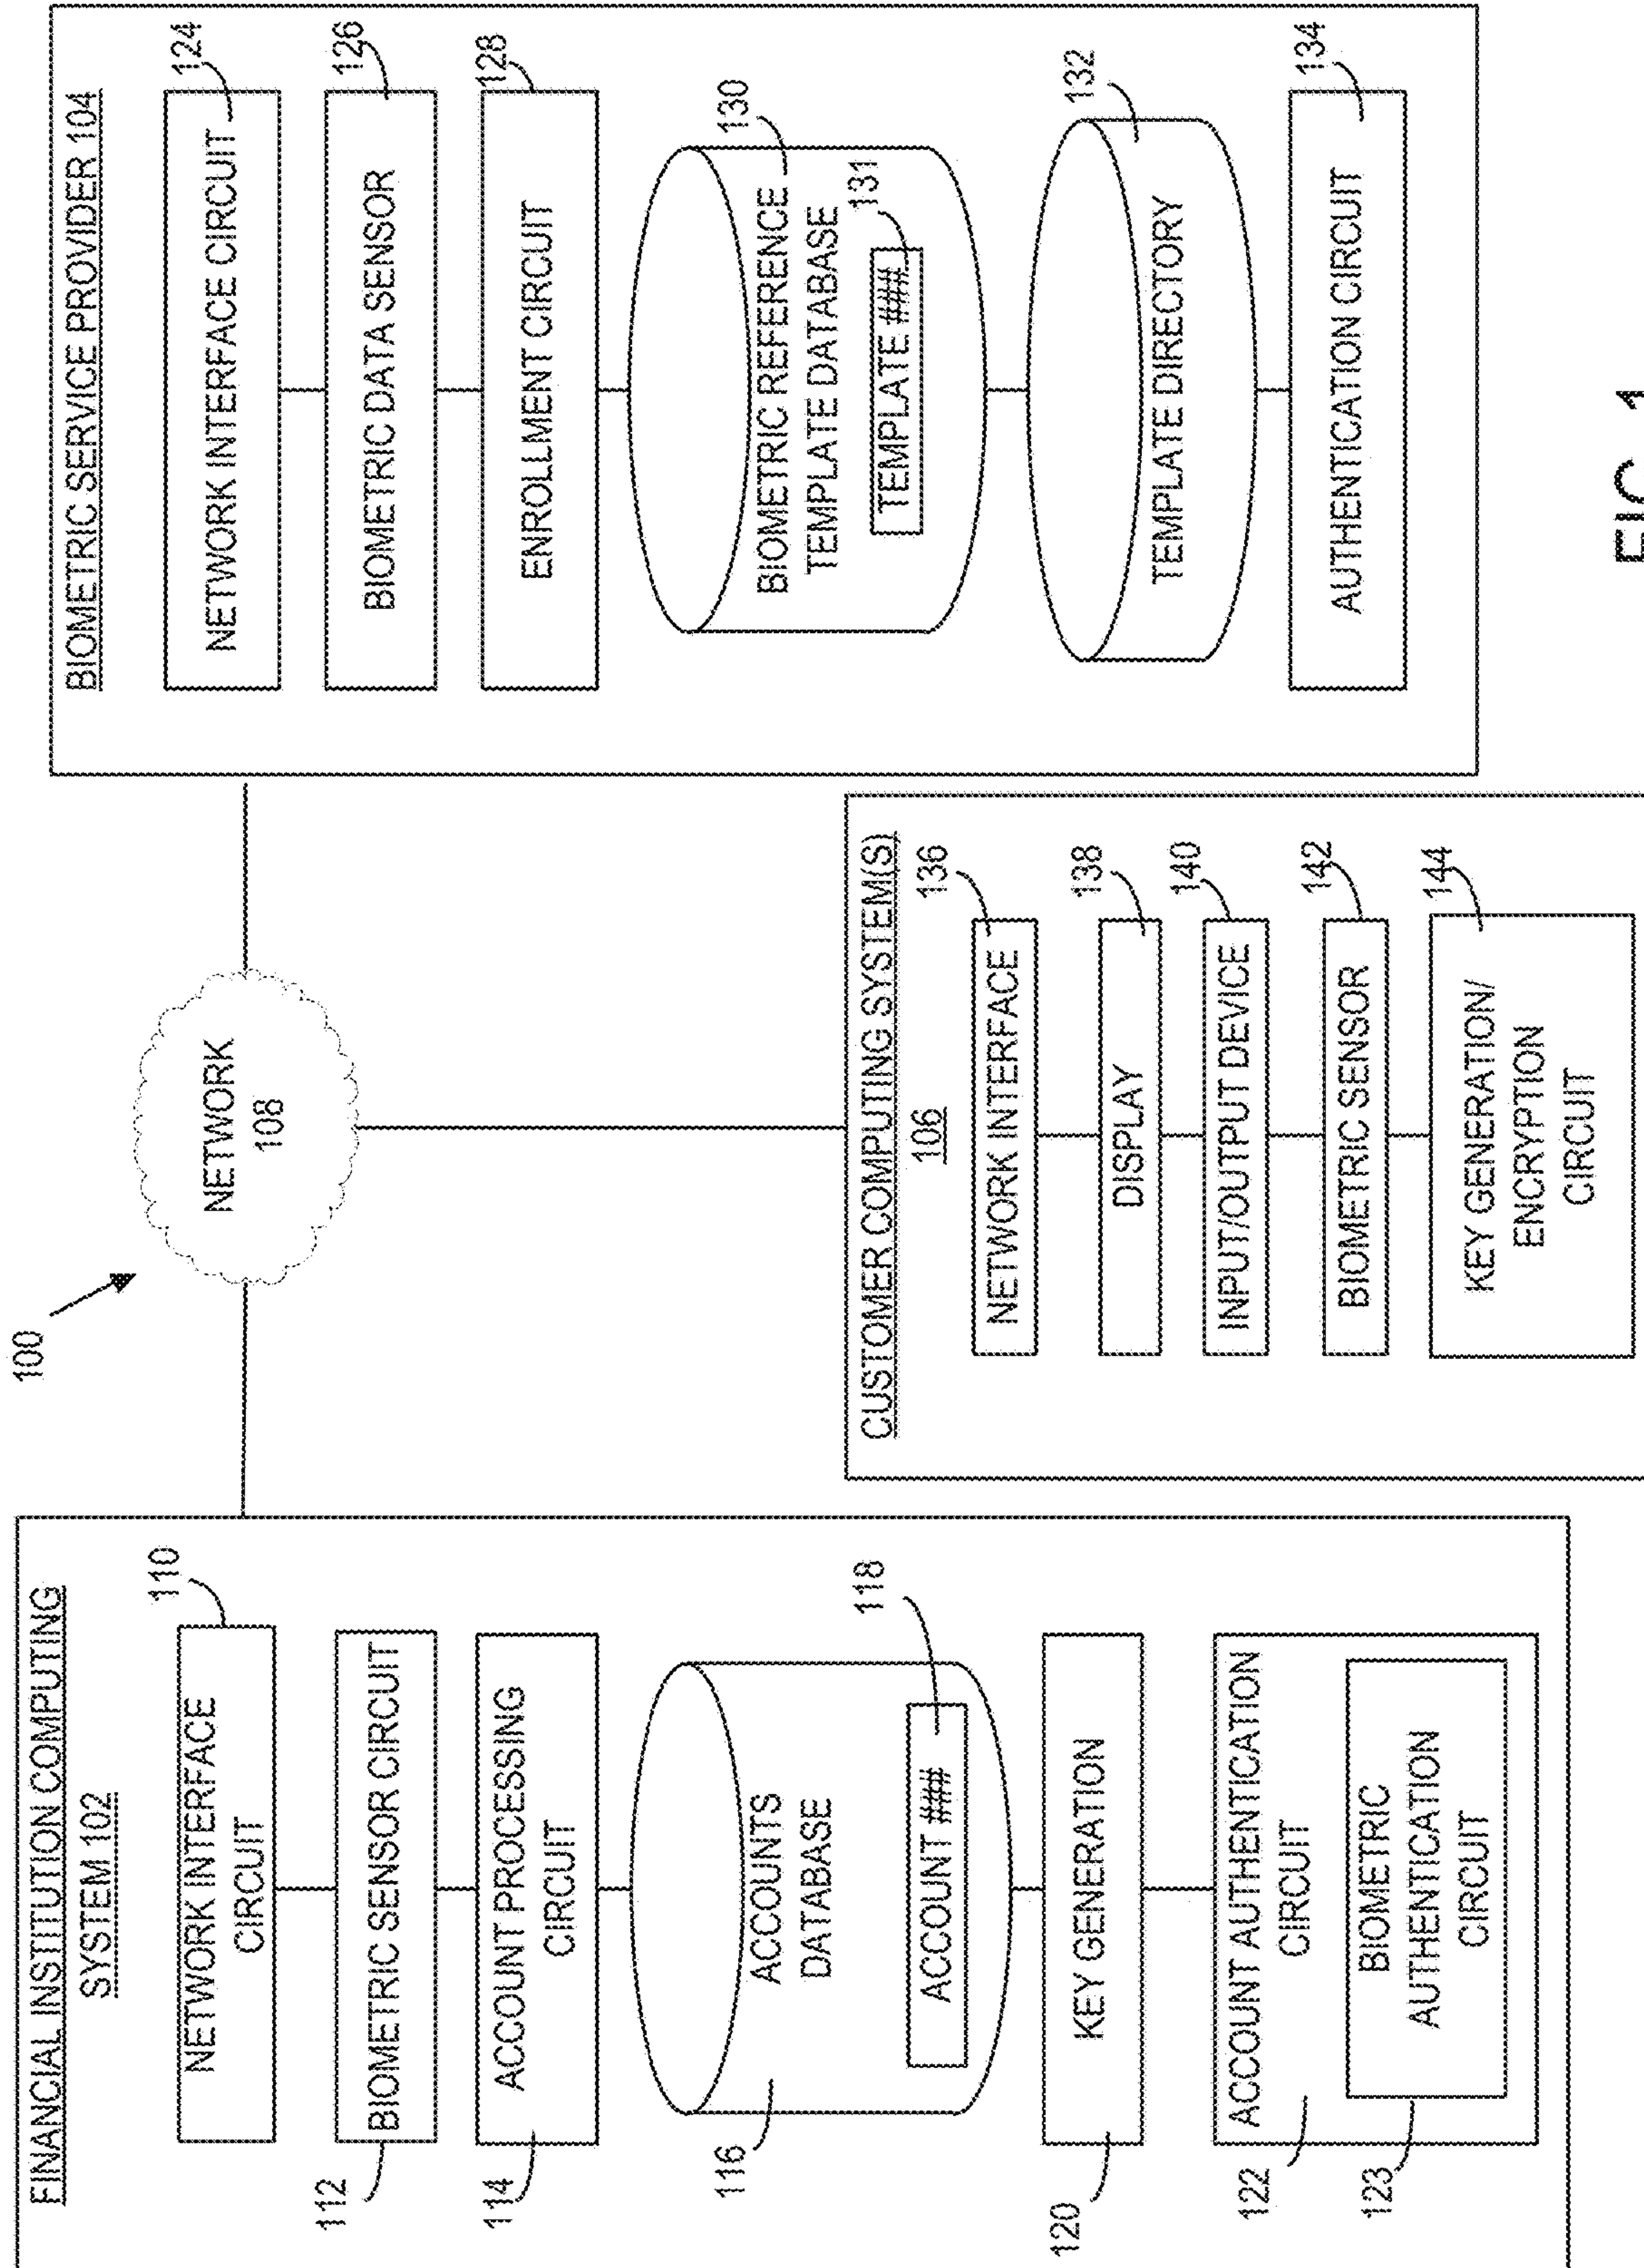 100
NETWORK
108
FINANCIAL INSTITUTION COMPUTING
SYSTEM 102
NETWORK INTERFACE
CIRCUIT
110
BIOMETRIC SENSOR CIRCUIT
112
ACCOUNT PROCESSING
CIRCUIT
114
ACCOUNTS
DATABASE
116
ACCOUNT ###
118
KEY GENERATION
120
ACCOUNT AUTHENTICATION
CIRCUIT
122
BIOMETRIC
AUTHENTICATION
CIRCUIT
123
CUSTOMER COMPUTING SYSTEM(S)
106
NETWORK INTERFACE
136
DISPLAY
138
INPUT/OUTPUT DEVICE
140
BIOMETRIC SENSOR
142
KEY GENERATION/
ENCRYPTION
CIRCUIT
144
BIOMETRIC SERVICE PROVIDER 104
NETWORK INTERFACE CIRCUIT
124
BIOMETRIC DATA SENSOR
126
ENROLLMENT CIRCUIT
128
BIOMETRIC REFERENCE
TEMPLATE DATABASE
130
TEMPLATE ###
131
TEMPLATE DIRECTORY
132
AUTHENTICATION CIRCUIT
134
FIG. 1